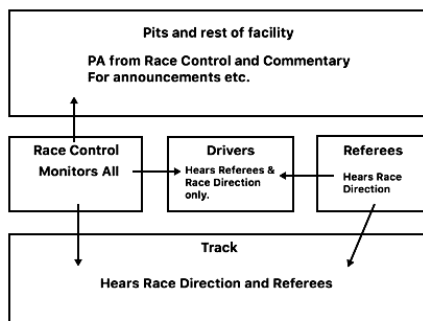 Pits and rest of facility
PA from Race Control and Commentary
For announcements etc.
Race Control
Monitors All
Drivers
Hears Referees &
Race Direction
only.
Referees
Hears Race
Direction
Track
Hears Race Direction and Referees